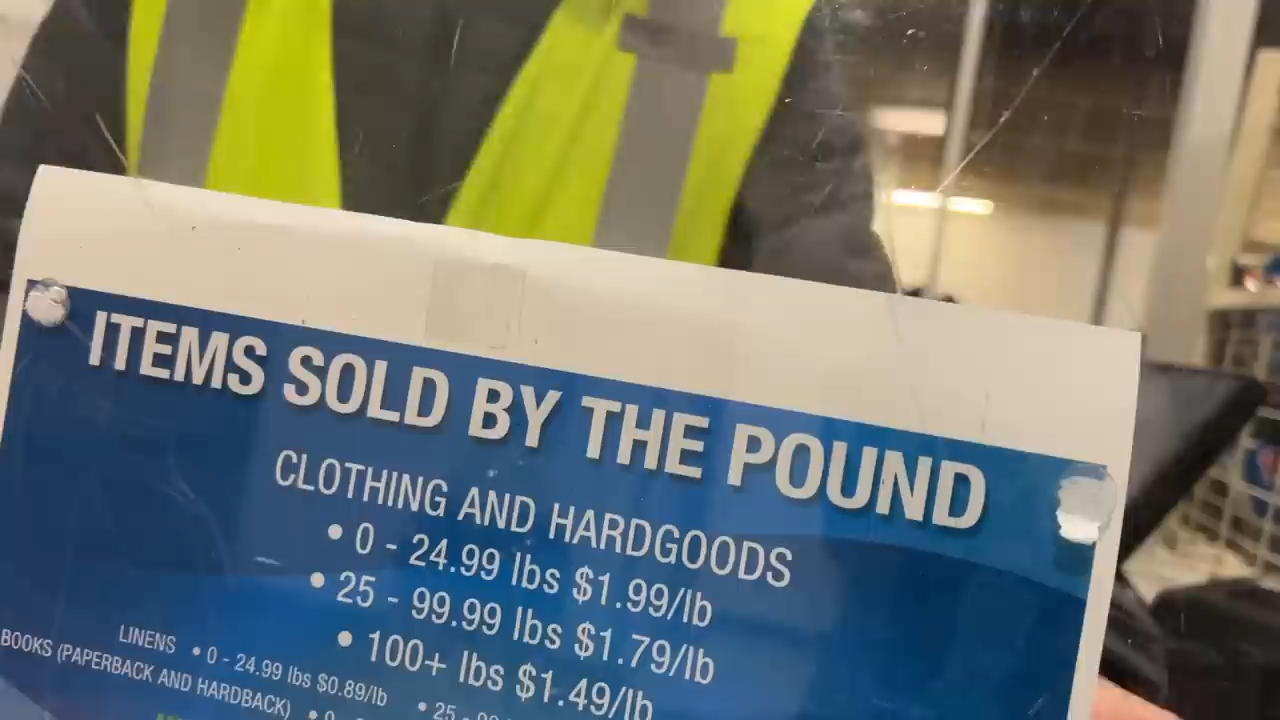 ITEMS SOLD BY THE POUND
CLOTHING AND HARDGOODS
• 0 - 24.99 lbs $1.99/lb
• 25 - 99.99 lbs $1.79/lb
• 100+ lbs $1.49/lb
LINENS • 0 - 24.99 lbs $0.89/lb • 25 -
BOOKS (PAPERBACK AND HARDBACK) • 0